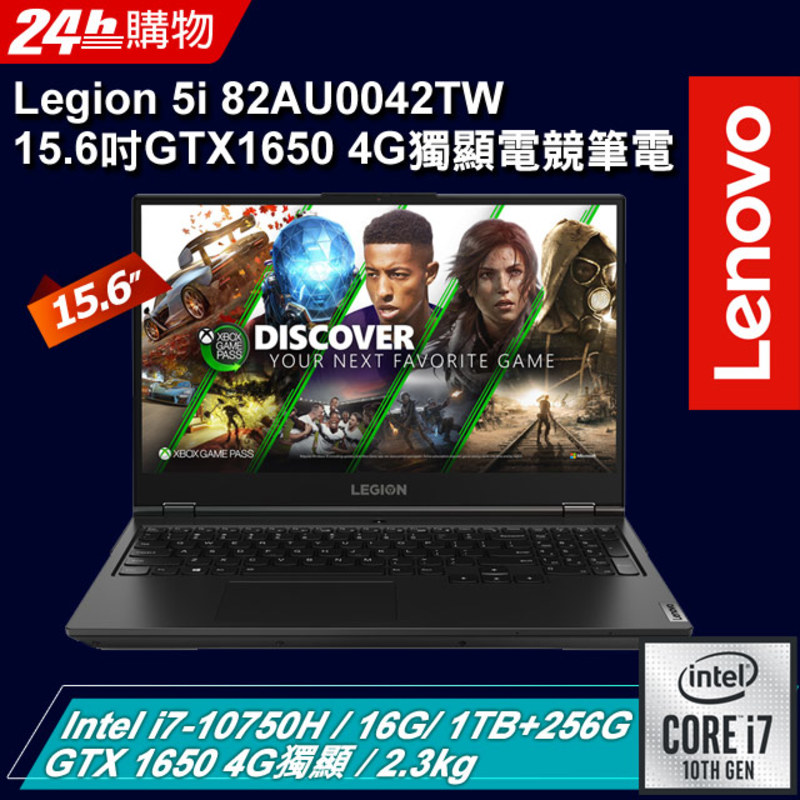 24h購物
Legion 5i 82AU0042TW
15.6吋GTX1650 4G獨顯電競筆電
Lenovo
15.6"
XBOX
GAME
PASS
DISCOVER
YOUR NEXT FAVORITE GAME
XBOX GAME PASS
Microsoft
LEGION
Lenovo
Intel i7-10750H / 16G/ 1TB+256G
GTX 1650 4G獨顯 / 2.3kg
intel
CORE i7
10TH GEN